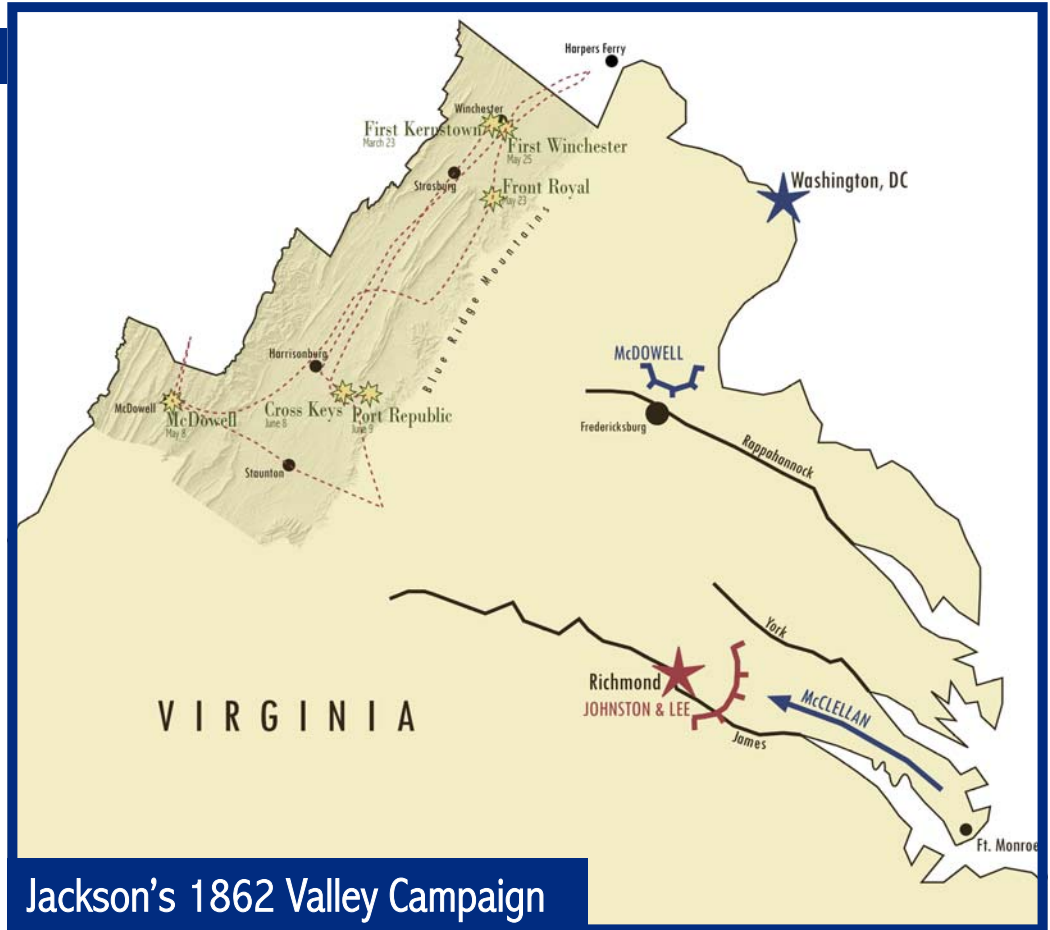 Harpers Ferry
Winchester
First Kernstown
March 23
First Winchester
May 25
Strasburg
Front Royal
May 23
Washington, DC
Blue Ridge Mountains
Harrisonburg
McDOWELL
McDowell
McDowell
May 8
Cross Keys
June 8
Port Republic
June 9
Fredericksburg
Rappahannock
Staunton
York
Richmond
JOHNSTON & LEE
McCLELLAN
VIRGINIA
James
Ft. Monroe
Jackson's 1862 Valley Campaign